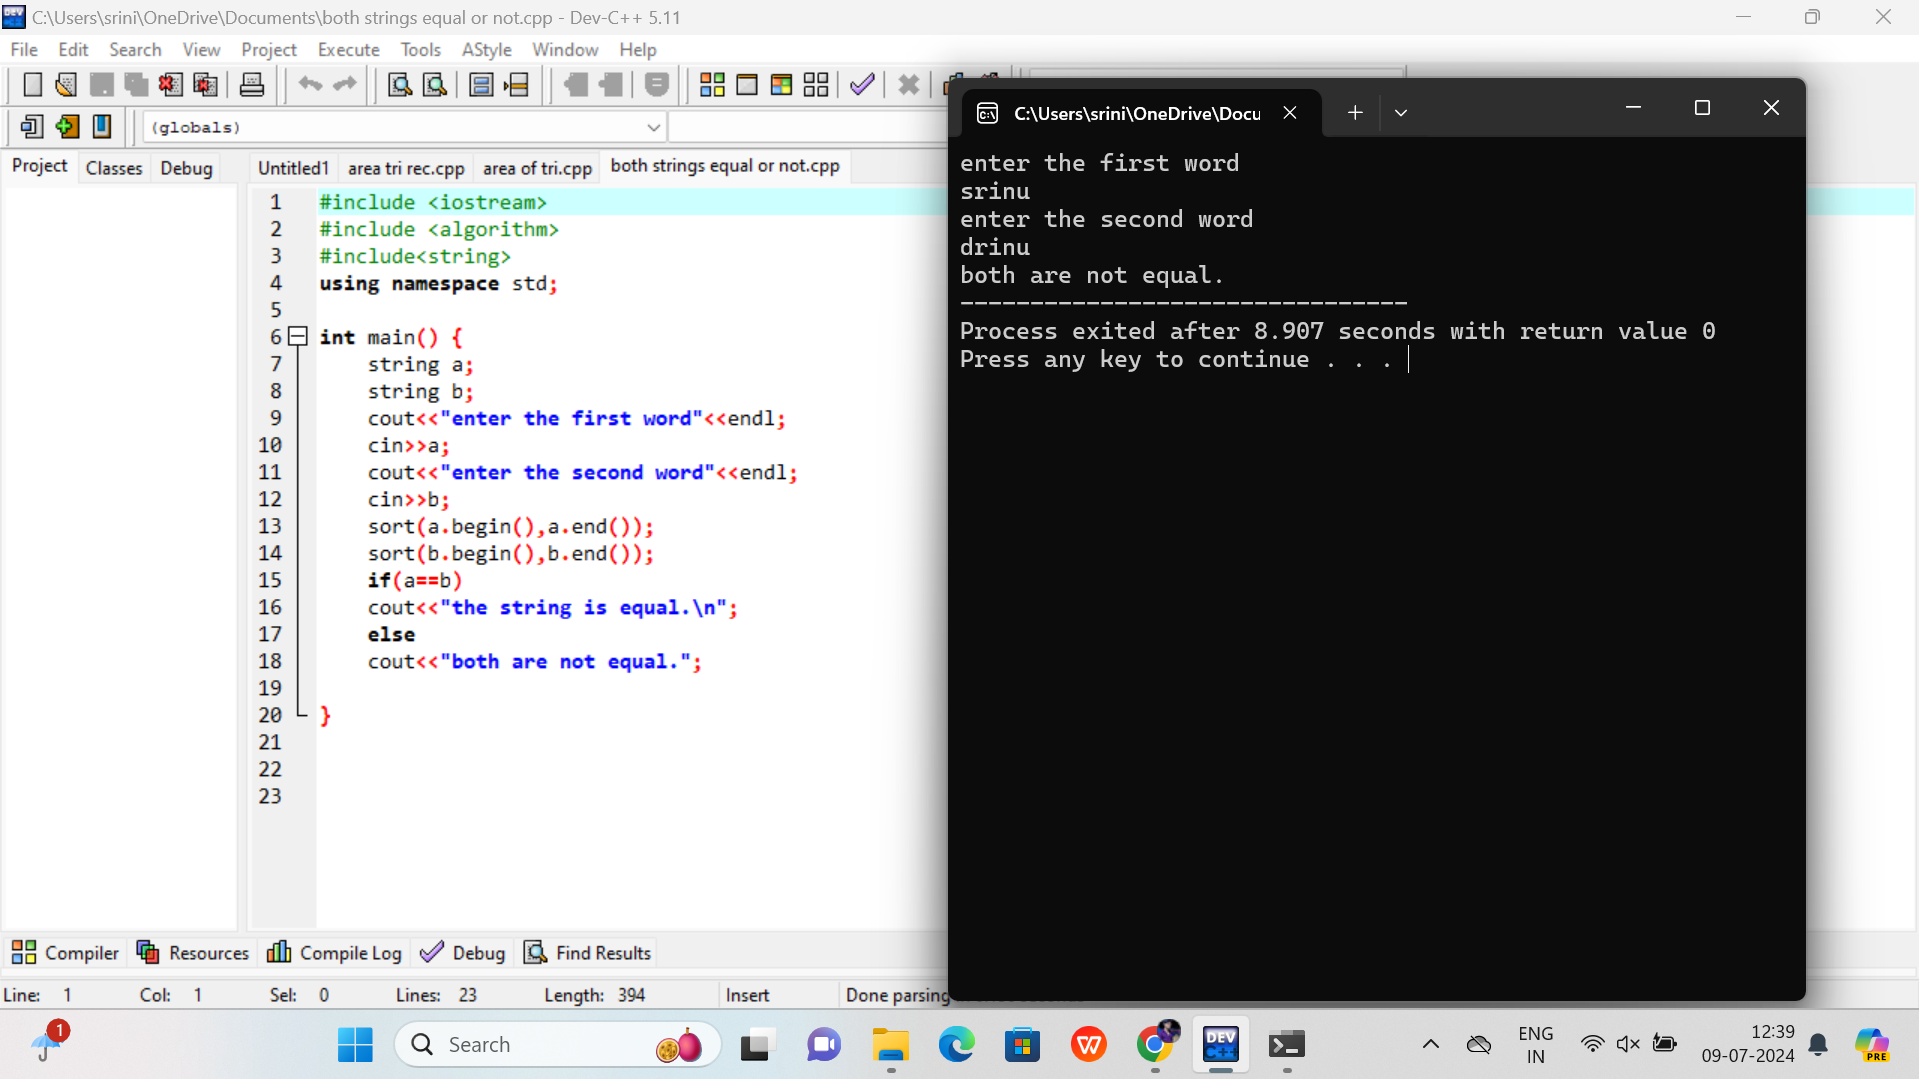 C:\Users\srini\OneDrive\Documents\both strings equal or not.cpp - Dev-C++ 5.11
File Edit Search View Project Execute Tools AStyle Window Help
(globals)
Project Classes Debug
Untitled1 area tri rec.cpp area of tri.cpp both strings equal or not.cpp
1 #include <iostream>
2 #include <algorithm>
3 #include<string>
4 using namespace std;
5
6 int main() {
7 string a;
8 string b;
9 cout<<"enter the first word"<<endl;
10 cin>>a;
11 cout<<"enter the second word"<<endl;
12 cin>>b;
13 sort(a.begin(),a.end());
14 sort(b.begin(),b.end());
15 if(a==b)
16 cout<<"the string is equal.\n";
17 else
18 cout<<"both are not equal.";
19
20 }
21
22
23
C:\Users\srini\OneDrive\Docu
enter the first word
srinu
enter the second word
drinu
both are not equal.
--------------------------------
Process exited after 8.907 seconds with return value 0
Press any key to continue . . .
Compiler Resources Compile Log Debug Find Results
Line: 1 Col: 1 Sel: 0 Lines: 23 Length: 394 Insert Done parsing
1
Search
DEV C++
ENG
IN
12:39
09-07-2024
PRE